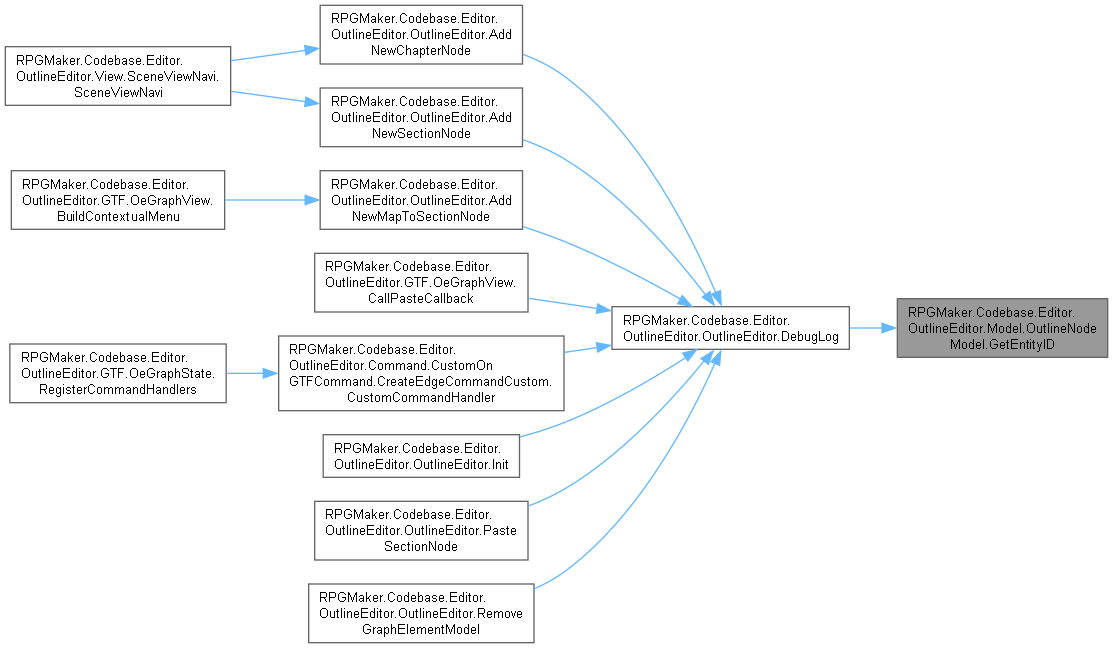 RPGMaker.Codebase.Editor.
OutlineEditor.OutlineEditor.Add
NewChapterNode
RPGMaker.Codebase.Editor.
OutlineEditor.View.SceneViewNavi.
SceneViewNavi
RPGMaker.Codebase.Editor.
OutlineEditor.OutlineEditor.Add
NewSectionNode
RPGMaker.Codebase.Editor.
OutlineEditor.GTF.OeGraphView.
BuildContextualMenu
RPGMaker.Codebase.Editor.
OutlineEditor.OutlineEditor.Add
NewMapToSectionNode
RPGMaker.Codebase.Editor.
OutlineEditor.GTF.OeGraphView.
CallPasteCallback
RPGMaker.Codebase.Editor.
OutlineEditor.OutlineEditor.DebugLog
RPGMaker.Codebase.Editor.
OutlineEditor.Model.OutlineNode
Model.GetEntityID
RPGMaker.Codebase.Editor.
OutlineEditor.GTF.OeGraphState.
RegisterCommandHandlers
RPGMaker.Codebase.Editor.
OutlineEditor.Command.CustomOn
GTFCommand.CreateEdgeCommandCustom.
CustomCommandHandler
RPGMaker.Codebase.Editor.
OutlineEditor.OutlineEditor.Init
RPGMaker.Codebase.Editor.
OutlineEditor.OutlineEditor.Paste
SectionNode
RPGMaker.Codebase.Editor.
OutlineEditor.OutlineEditor.Remove
GraphElementModel